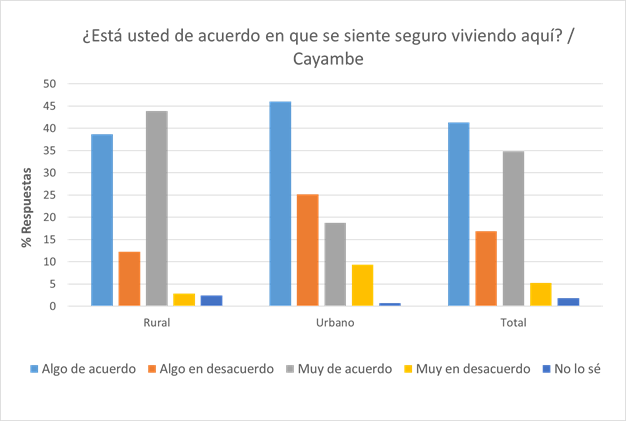 ¿Está usted de acuerdo en que se siente seguro viviendo aquí? /
Cayambe
50
45
40
35
30
25
20
15
10
5
0
% Respuestas
Rural Urbano Total
Algo de acuerdo Algo en desacuerdo Muy de acuerdo Muy en desacuerdo No lo sé